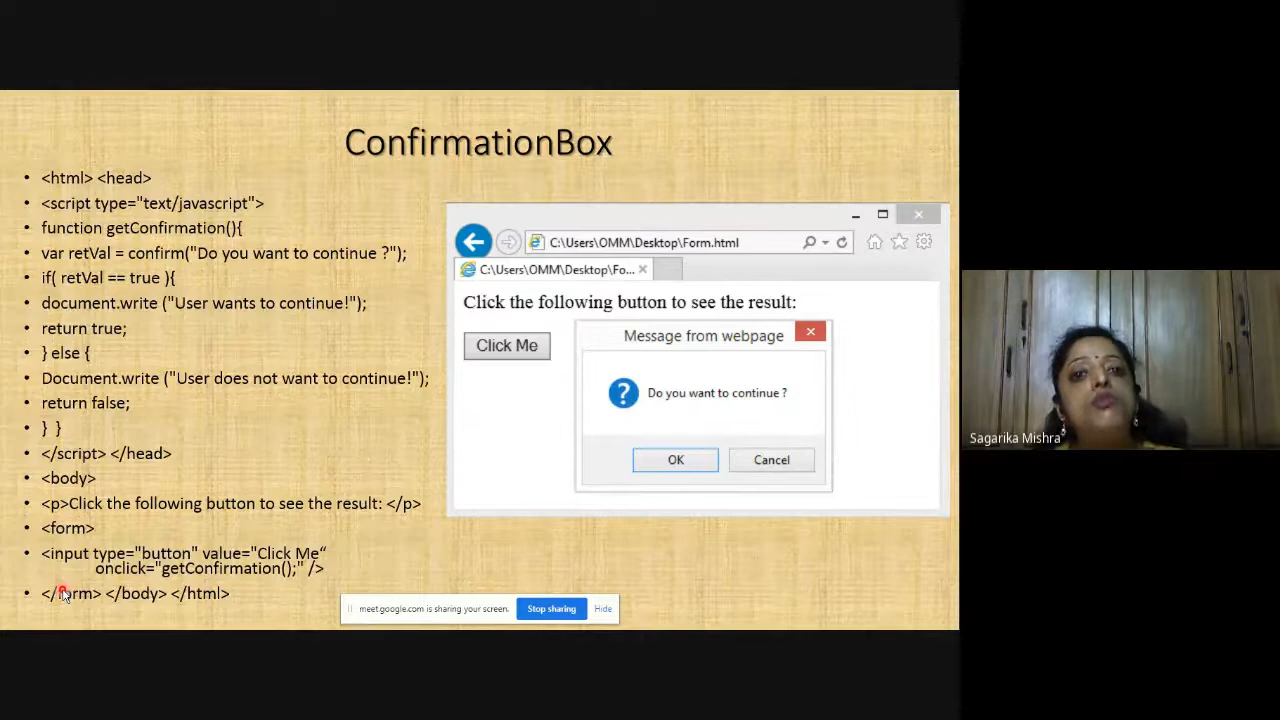 ConfirmationBox
• <html> <head>
• <script type="text/javascript">
• function getConfirmation(){
• var retVal = confirm("Do you want to continue ?");
• if( retVal == true ){
• document.write ("User wants to continue!");
• return true;
• } else {
• Document.write ("User does not want to continue!");
• return false;
• } }
• </script> </head>
• <body>
• <p>Click the following button to see the result: </p>
• <form>
• <input type="button" value="Click Me“
onclick="getConfirmation();" />
• </form> </body> </html>
C:\Users\OMM\Desktop\Form.html
C:\Users\OMM\Desktop\Fo...
Click the following button to see the result:
Click Me
Message from webpage
Do you want to continue ?
OK
Cancel
meet.google.com is sharing your screen.
Stop sharing
Hide
Sagarika Mishra